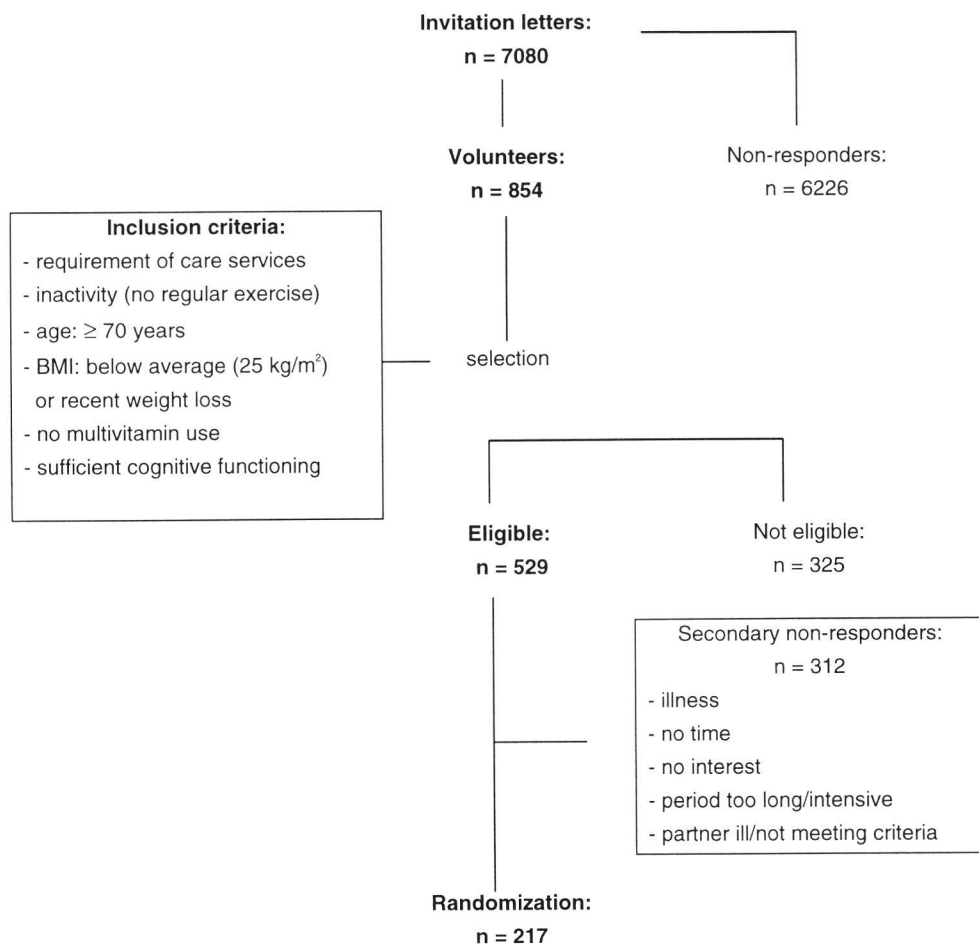 Invitation letters:
n = 7080
Volunteers:
n = 854
Non-responders:
n = 6226
Inclusion criteria:
- requirement of care services
- inactivity (no regular exercise)
- age: ≥ 70 years
- BMI: below average (25 kg/m²)
or recent weight loss
- no multivitamin use
- sufficient cognitive functioning
selection
Eligible:
n = 529
Not eligible:
n = 325
Secondary non-responders:
n = 312
- illness
- no time
- no interest
- period too long/intensive
- partner ill/not meeting criteria
Randomization:
n = 217